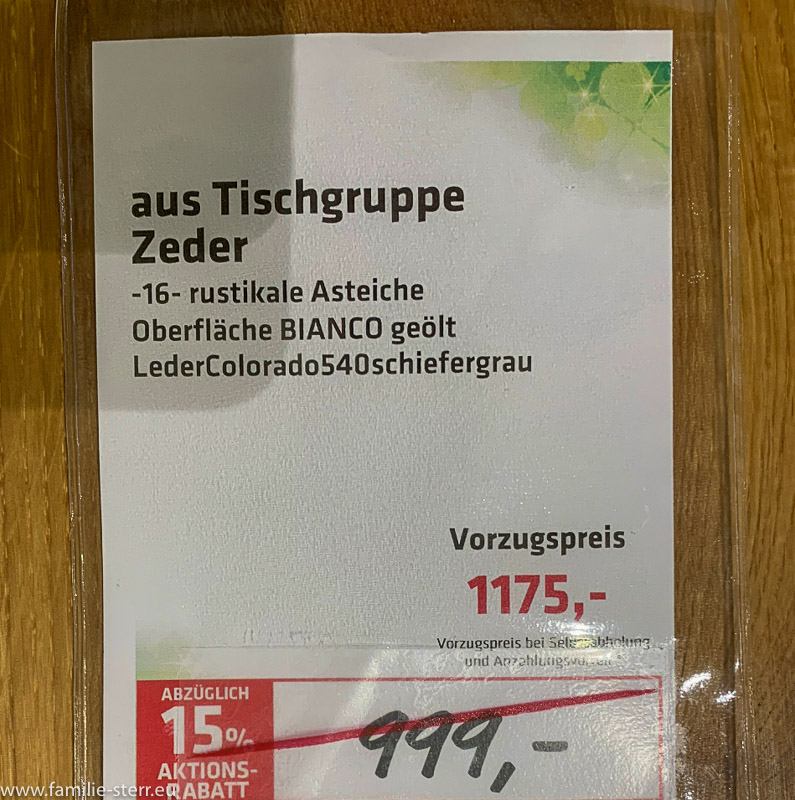 aus Tischgruppe
Zeder
-16- rustikale Asteiche
Oberfläche BIANCO geölt
LederColorado540schiefergrau
Vorzugspreis
1175,-
Vorzugspreis bei Selbstabholung
und
ABZÜGLICH
15%
AKTIONS-
RABATT
999,-
www.familie-sterr.eu